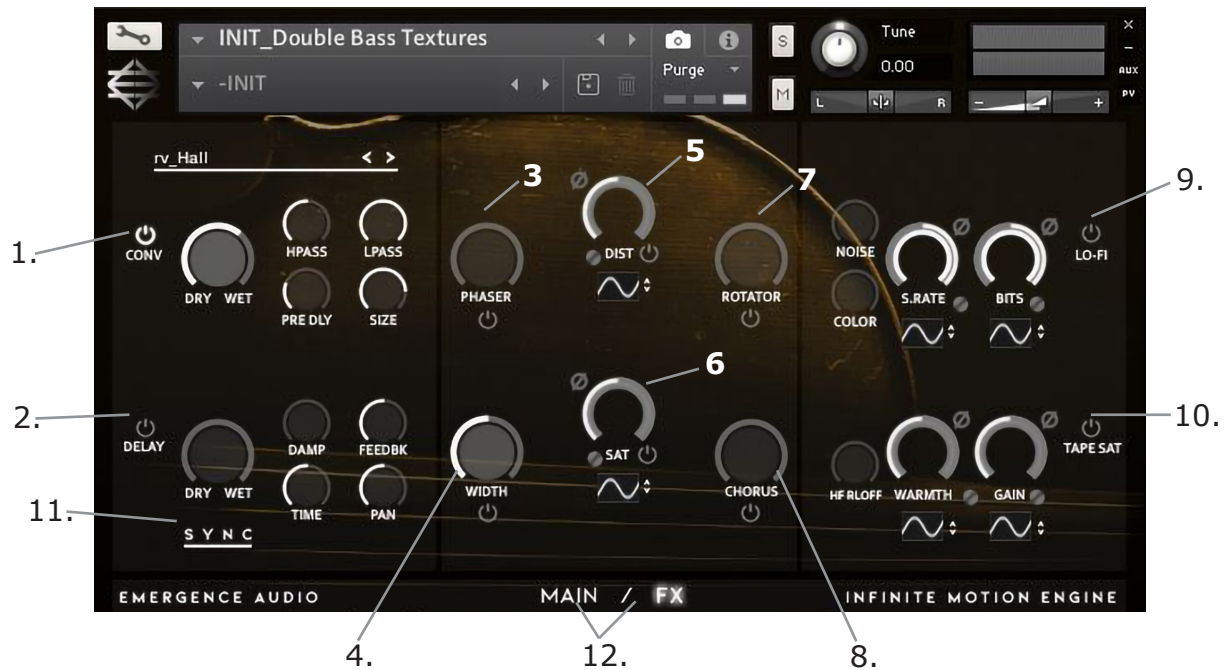 INIT_Double Bass Textures
i
S
Tune
0.00
×
–
AUX
PV
-INIT
Purge
M
L
R
-
+
rv_Hall
< >
1.
CONV
DRY WET
HPASS
LPASS
PRE DLY
SIZE
3
PHASER
5
DIST
7
ROTATOR
NOISE
COLOR
S.RATE
BITS
9.
LO-FI
2.
DELAY
DRY WET
DAMP
FEEDBK
TIME
PAN
11.
SYNC
WIDTH
6
SAT
CHORUS
HF RLOFF
WARMTH
GAIN
10.
TAPE SAT
EMERGENCE AUDIO
MAIN / FX
INFINITE MOTION ENGINE
4.
12.
8.